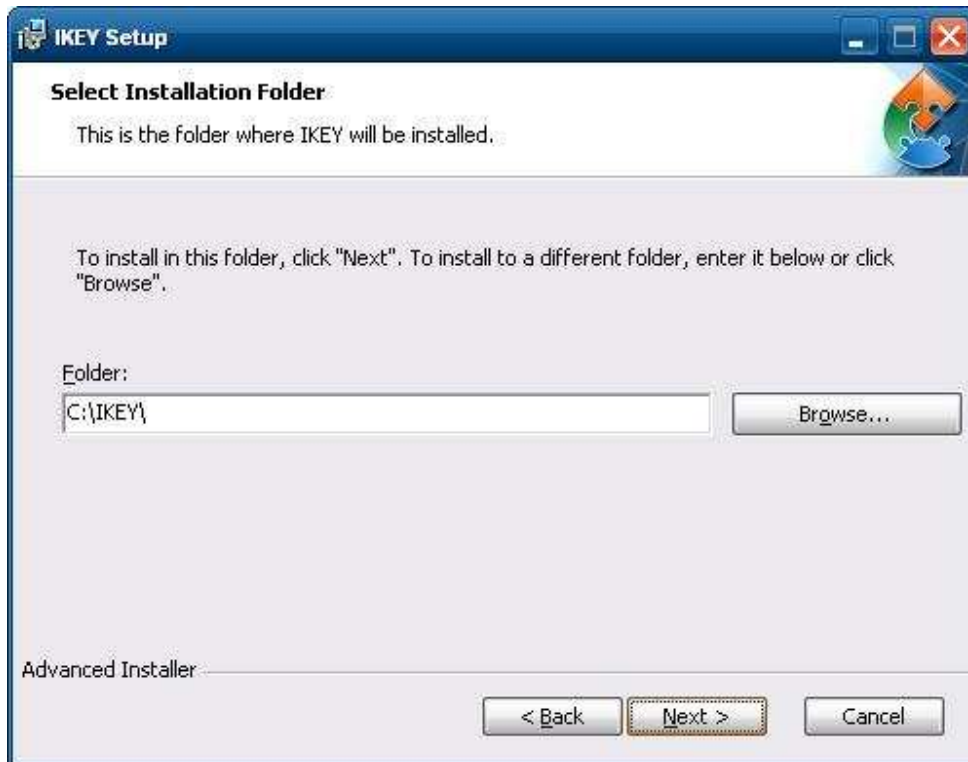 IKEY Setup
Select Installation Folder
This is the folder where IKEY will be installed.
To install in this folder, click "Next". To install to a different folder, enter it below or click
"Browse".
Folder:
C:\IKEY\
Browse...
Advanced Installer
< Back
Next >
Cancel